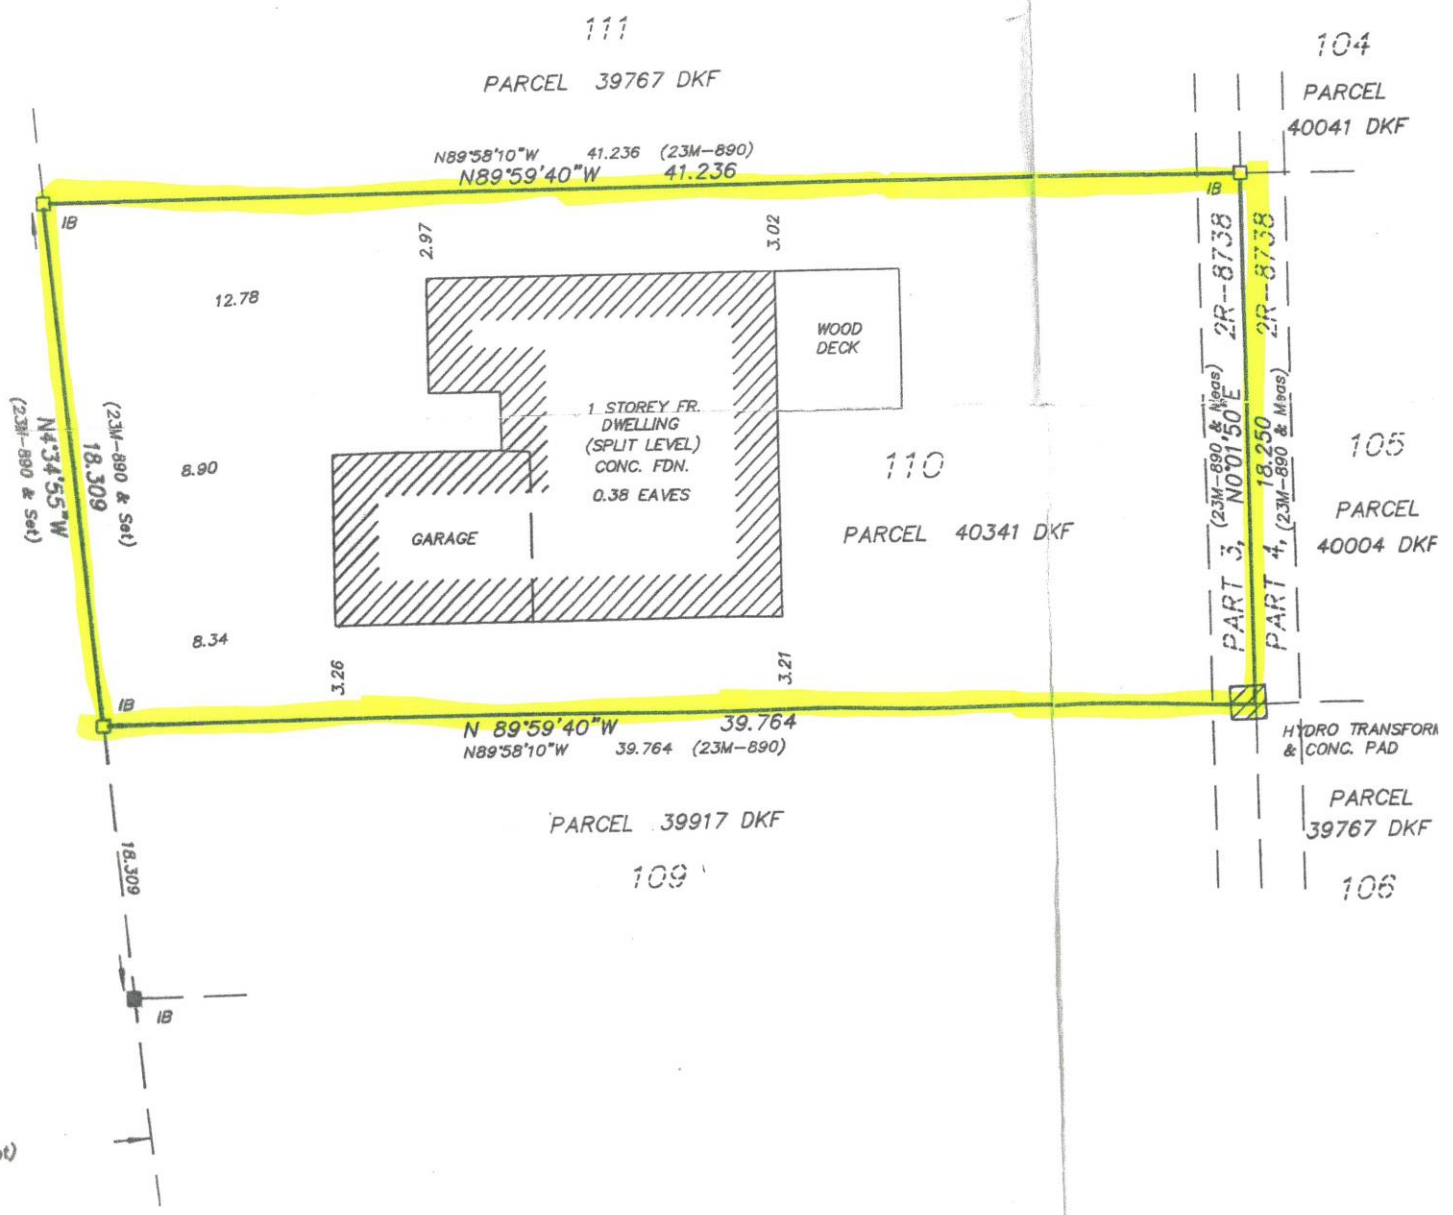 111
PARCEL 39767 DKF
104
PARCEL
40041 DKF
N89°58'10"W 41.236 (23M-890)
N89°59'40"W 41.236
IB
IB
2.97
3.02
12.78
WOOD
DECK
1 STOREY FR.
DWELLING
(SPLIT LEVEL)
CONC. FDN.
0.38 EAVES
8.90
GARAGE
8.34
110
PARCEL 40341 DKF
105
PARCEL
40004 DKF
(23M-890 & Set)
18.309
N4°34'55"W
(23M-890 & Set)
PART 3, 2R-8738
(23M-890 & Meas)
N0°01'50"E
18.250
(23M-890 & Meas)
PART 4, 2R-8738
3.26
3.21
IB
N 89°59'40"W 39.764
N89°58'10"W 39.764 (23M-890)
HYDRO TRANSFORM
& CONC. PAD
PARCEL
39767 DKF
106
PARCEL 39917 DKF
109
18.309
IB